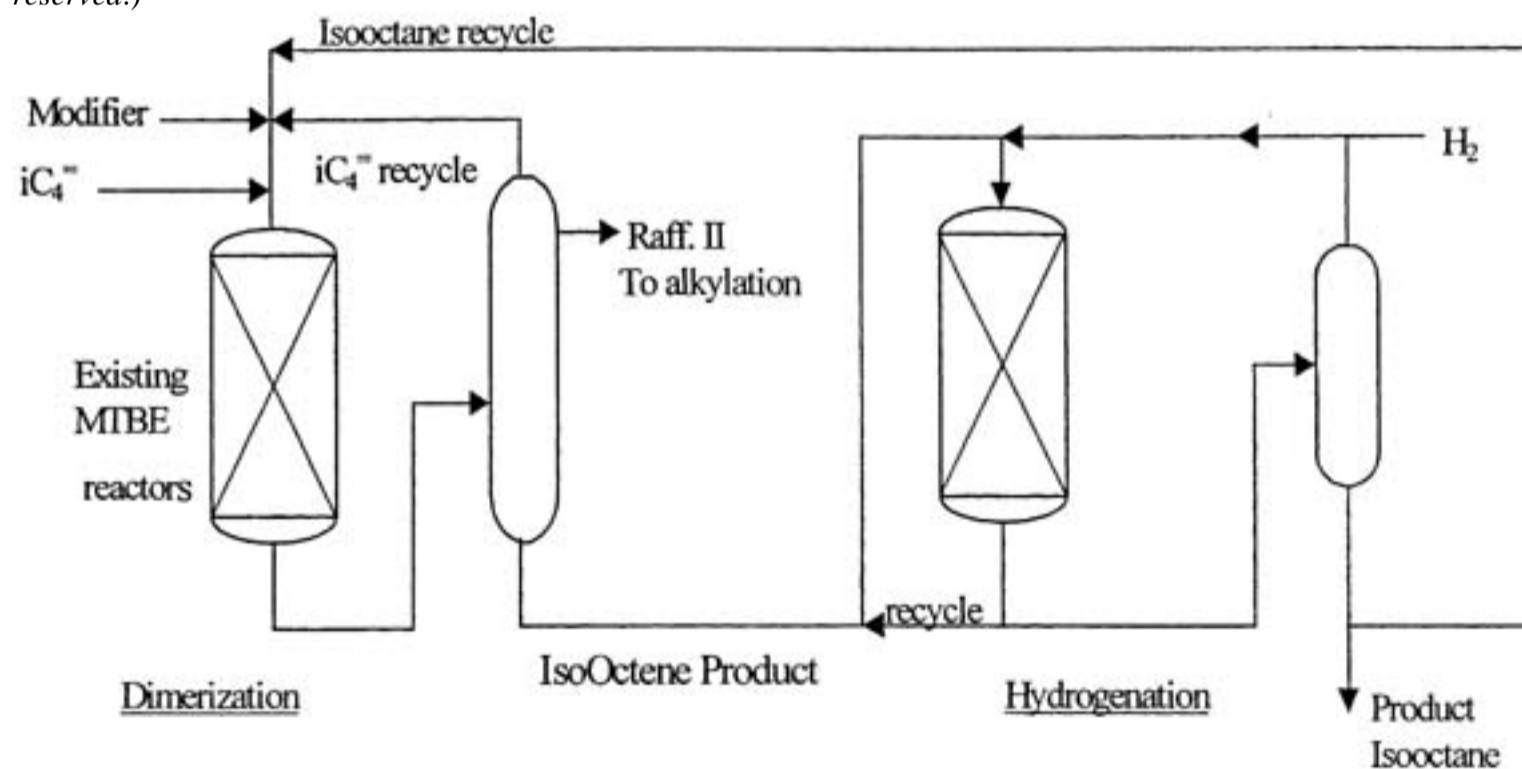 reserved.)
Isooctane recycle
Modifier
iC₄⁼ recycle
iC₄⁼
H₂
Raff. II
To alkylation
Existing
MTBE
reactors
recycle
IsoOctene Product
Dimerization
Hydrogenation
Product
Isooctane